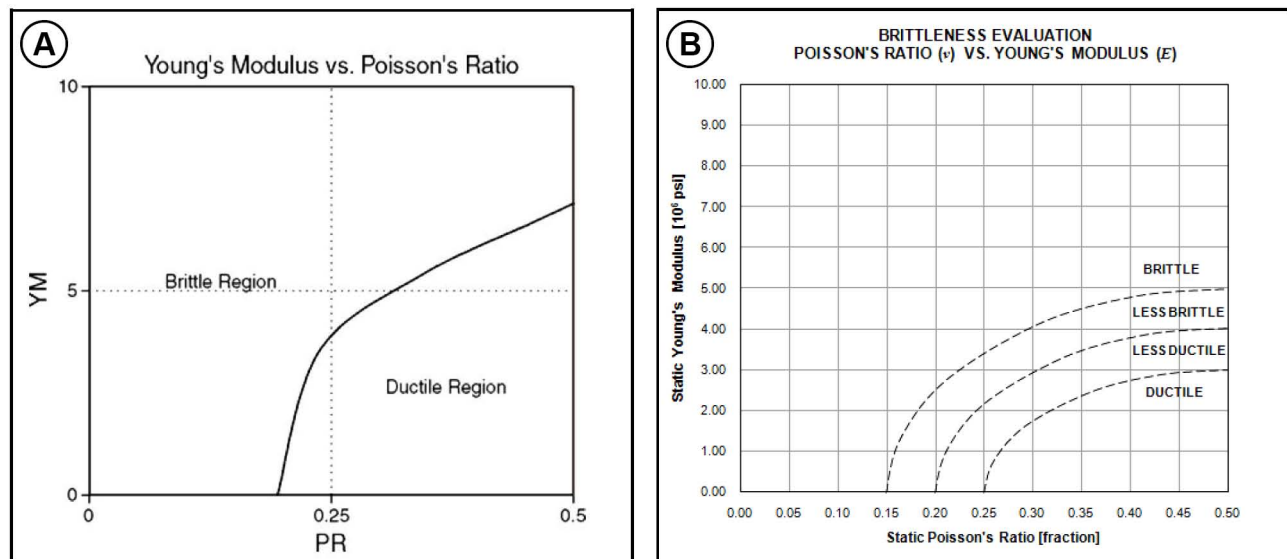 A
Young's Modulus vs. Poisson's Ratio
10
YM
5
0
Brittle Region
Ductile Region
0
0.25
0.5
PR
B
BRITTLENESS EVALUATION
POISSON'S RATIO (v) VS. YOUNG'S MODULUS (E)
Static Young's Modulus [10⁶ psi]
10.00
9.00
8.00
7.00
6.00
5.00
4.00
3.00
2.00
1.00
0.00
BRITTLE
LESS BRITTLE
LESS DUCTILE
DUCTILE
0.00 0.05 0.10 0.15 0.20 0.25 0.30 0.35 0.40 0.45 0.50
Static Poisson's Ratio [fraction]